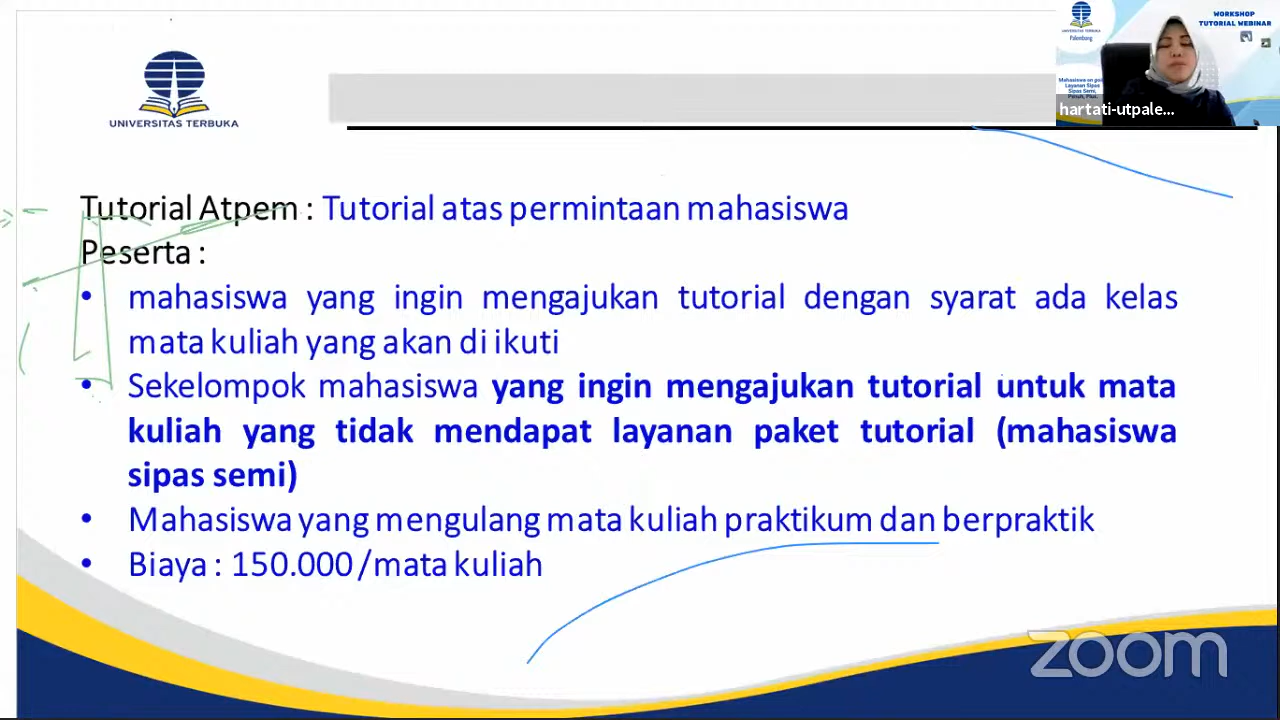 UNIVERSITAS TERBUKA
Palembang
WORKSHOP
TUTORIAL WEBINAR
hartati-utpale...
UNIVERSITAS TERBUKA
Tutorial Atpem : Tutorial atas permintaan mahasiswa
Peserta :
• mahasiswa yang ingin mengajukan tutorial dengan syarat ada kelas
mata kuliah yang akan di ikuti
• Sekelompok mahasiswa yang ingin mengajukan tutorial untuk mata
kuliah yang tidak mendapat layanan paket tutorial (mahasiswa
sipas semi)
• Mahasiswa yang mengulang mata kuliah praktikum dan berpraktik
• Biaya : 150.000/mata kuliah
zoom